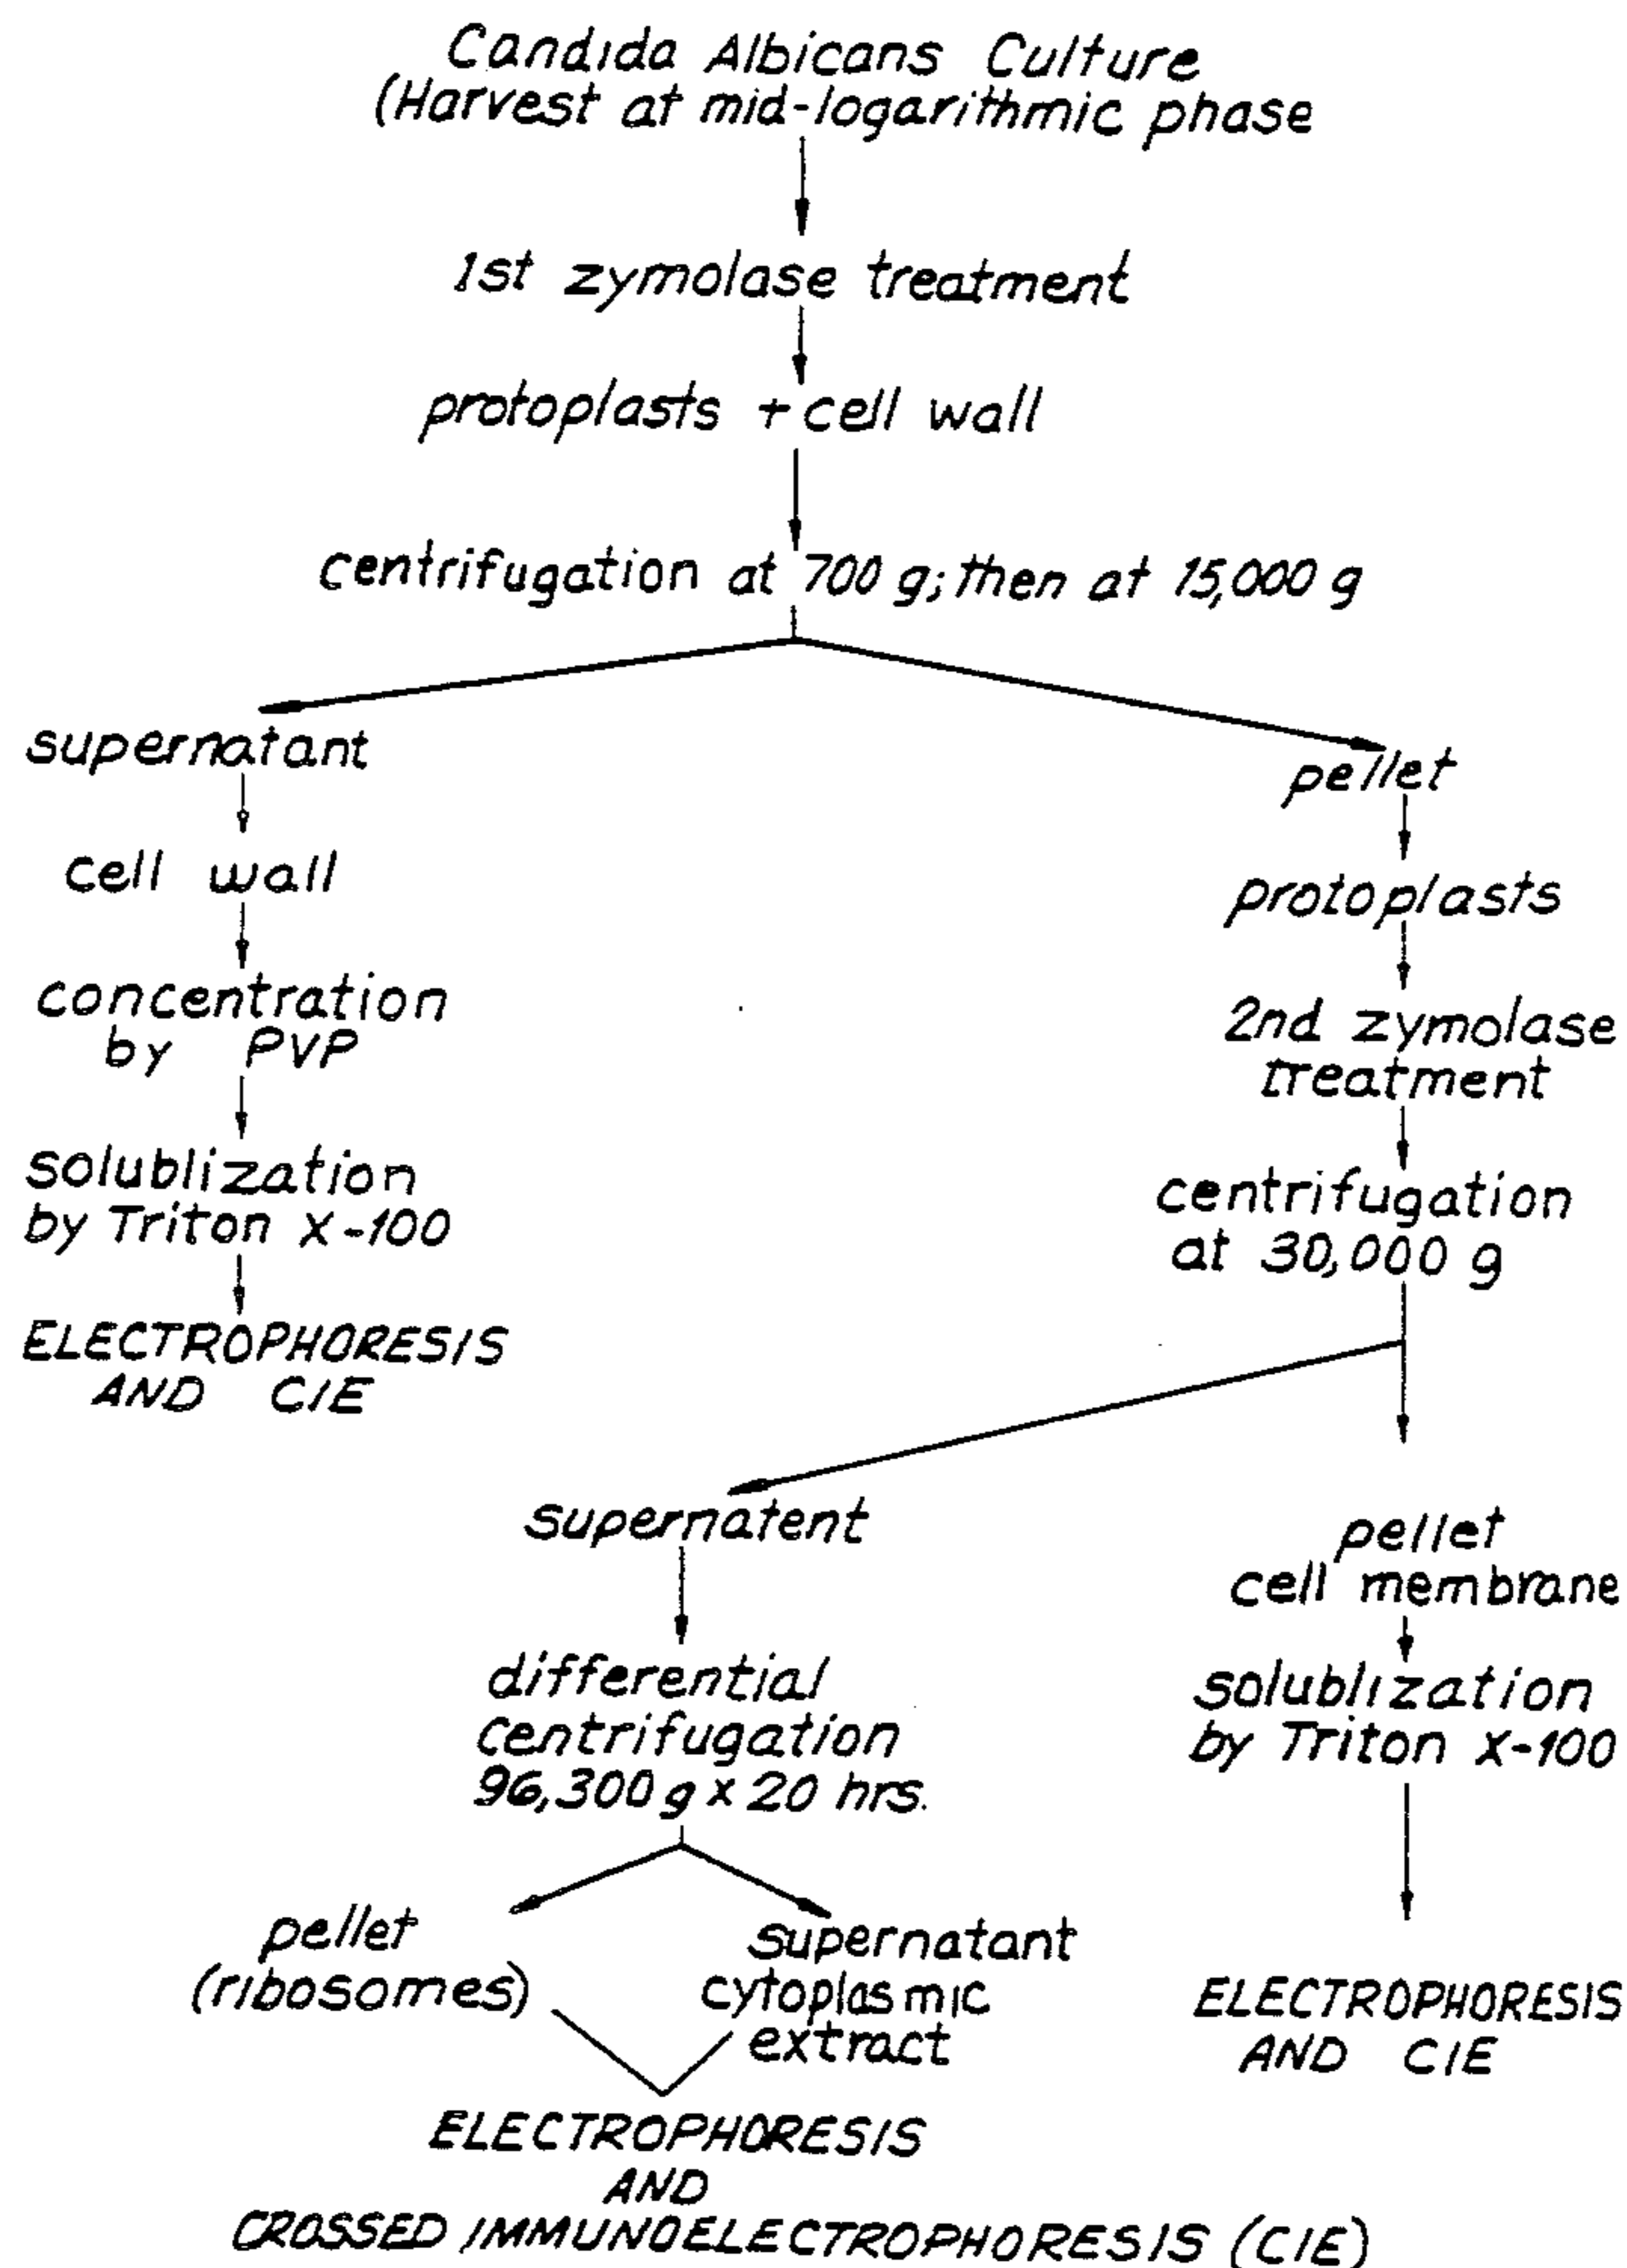 Candida Albicans Culture
(Harvest at mid-logarithmic phase
1st zymolase treatment
protoplasts + cell wall
centrifugation at 700 g; then at 15,000 g
supernatant
cell wall
concentration
by PVP
solublization
by Triton X-100
ELECTROPHORESIS
AND CIE
pellet
protoplasts
2nd zymolase
treatment
centrifugation
at 30,000 g
supernatent
differential
centrifugation
96,300 g x 20 hrs.
pellet
(ribosomes)
supernatant
cytoplasmic
extract
ELECTROPHORESIS
AND
CROSSED IMMUNOELECTROPHORESIS (CIE)
pellet
cell membrane
solublization
by Triton X-100
ELECTROPHORESIS
AND CIE